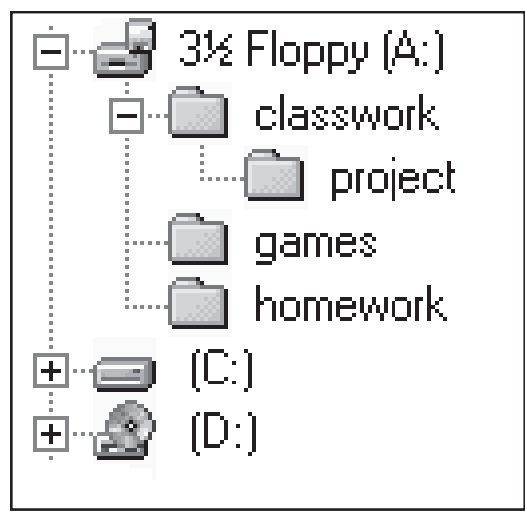 3½ Floppy (A:)
classwork
project
games
homework
(C:)
(D:)